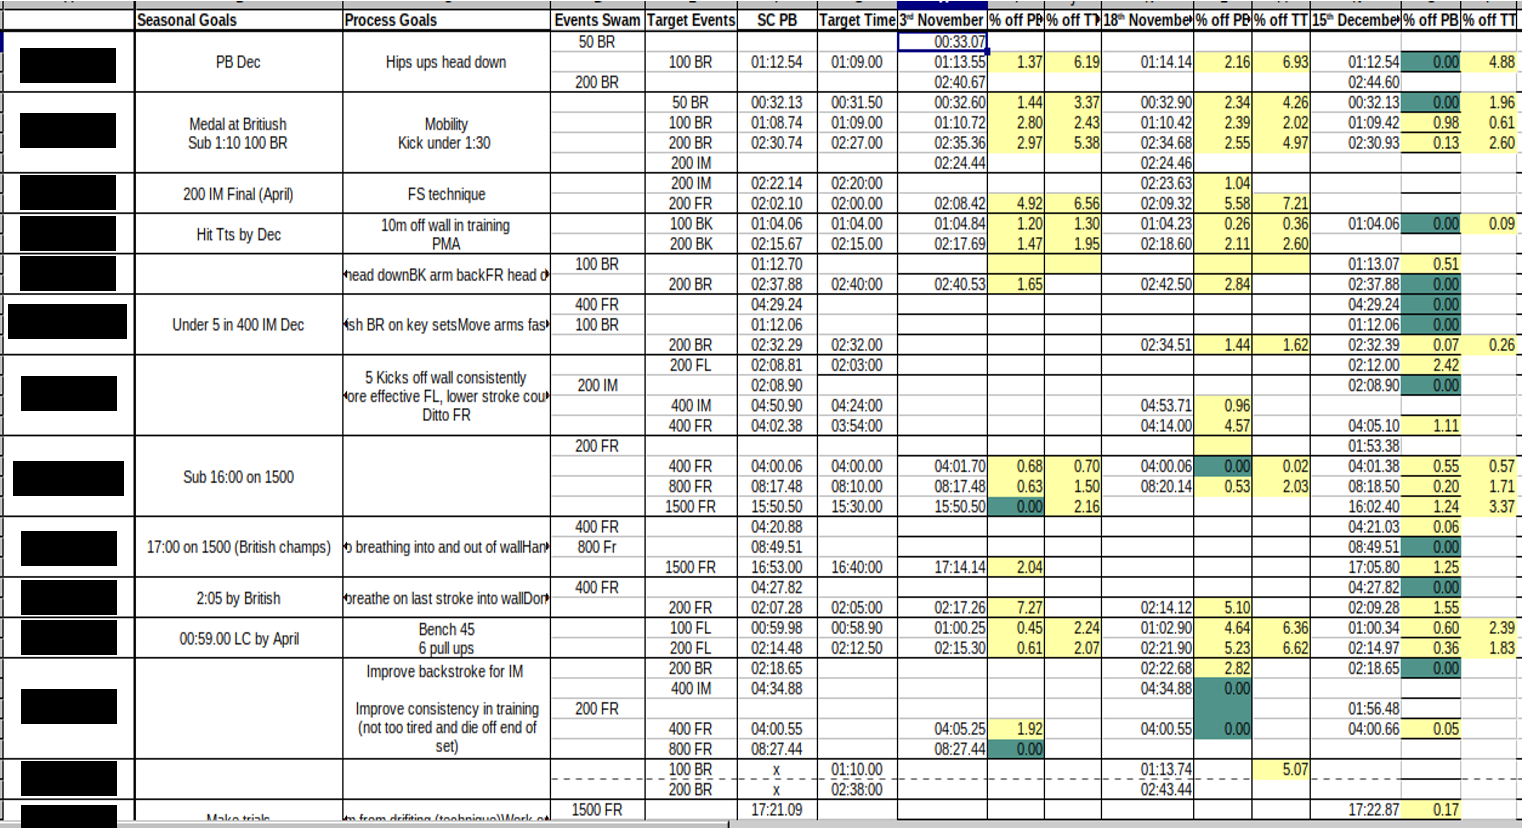 Seasonal Goals Process Goals Events Swam Target Events SC PB Target Time 3rd November % off PB % off TT 18th Novembe % off PB % off TT 15th Decembe % off PB % off TT
50 BR 00:33.07
PB Dec Hips ups head down 100 BR 01:12.54 01:09.00 01:13.55 1.37 6.19 01:14.14 2.16 6.93 01:12.54 0.00 4.88
200 BR 02:40.67 02:44.60
50 BR 00:32.13 00:31.50 00:32.60 1.44 3.37 00:32.90 2.34 4.26 00:32.13 0.00 1.96
Medal at Britiush Mobility 100 BR 01:08.74 01:09.00 01:10.72 2.80 2.43 01:10.42 2.39 2.02 01:09.42 0.98 0.61
Sub 1:10 100 BR Kick under 1:30 200 BR 02:30.74 02:27.00 02:35.36 2.97 5.38 02:34.68 2.55 4.97 02:30.93 0.13 2.60
200 IM 02:24.44 02:24.46
200 IM Final (April) FS technique 200 IM 02:22.14 02:20:00 02:23.63 1.04
200 FR 02:02.10 02:00.00 02:08.42 4.92 6.56 02:09.32 5.58 7.21
Hit Tts by Dec 10m off wall in training 100 BK 01:04.06 01:04.00 01:04.84 1.20 1.30 01:04.23 0.26 0.36 01:04.06 0.00 0.09
PMA 200 BK 02:15.67 02:15.00 02:17.69 1.47 1.95 02:18.60 2.11 2.60
100 BR 01:12.70 01:13.07 0.51
head downBK arm backFR head d 200 BR 02:37.88 02:40:00 02:40.53 1.65 02:42.50 2.84 02:37.88 0.00
400 FR 04:29.24 04:29.24 0.00
Under 5 in 400 IM Dec sh BR on key setsMove arms fas 100 BR 01:12.06 01:12.06 0.00
200 BR 02:32.29 02:32.00 02:34.51 1.44 1.62 02:32.39 0.07 0.26
200 FL 02:08.81 02:03:00 02:12.00 2.42
5 Kicks off wall consistently 200 IM 02:08.90 02:08.90 0.00
ore effective FL, lower stroke cou 400 IM 04:50.90 04:24:00 04:53.71 0.96
Ditto FR 400 FR 04:02.38 03:54:00 04:14.00 4.57 04:05.10 1.11
200 FR 01:53.38
Sub 16:00 on 1500 400 FR 04:00.06 04:00.00 04:01.70 0.68 0.70 04:00.06 0.00 0.02 04:01.38 0.55 0.57
800 FR 08:17.48 08:10.00 08:17.48 0.63 1.50 08:20.14 0.53 2.03 08:18.50 0.20 1.71
1500 FR 15:50.50 15:30.00 15:50.50 0.00 2.16 16:02.40 1.24 3.37
400 FR 04:20.88 04:21.03 0.06
17:00 on 1500 (British champs) o breathing into and out of wallHan 800 Fr 08:49.51 08:49.51 0.00
1500 FR 16:53.00 16:40:00 17:14.14 2.04 17:05.80 1.25
400 FR 04:27.82 04:27.82 0.00
2:05 by British breathe on last stroke into wallDon 200 FR 02:07.28 02:05:00 02:17.26 7.27 02:14.12 5.10 02:09.28 1.55
00:59.00 LC by April Bench 45 100 FL 00:59.98 00:58.90 01:00.25 0.45 2.24 01:02.90 4.64 6.36 01:00.34 0.60 2.39
6 pull ups 200 FL 02:14.48 02:12.50 02:15.30 0.61 2.07 02:21.90 5.23 6.62 02:14.97 0.36 1.83
Improve backstroke for IM 200 BR 02:18.65 02:22.68 2.82 02:18.65 0.00
400 IM 04:34.88 04:34.88 0.00
Improve consistency in training 200 FR 01:56.48
(not too tired and die off end of 400 FR 04:00.55 04:05.25 1.92 04:00.55 0.00 04:00.66 0.05
set) 800 FR 08:27.44 08:27.44 0.00
100 BR x 01:10.00 01:13.74 5.07
200 BR x 02:38:00 02:43.44
1500 FR 17:21.09 17:22.87 0.17
Make trials m from drifiting (technique)Work o